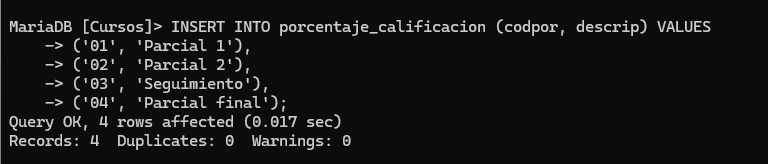 MariaDB [Cursos]> INSERT INTO porcentaje_calificacion (codpor, descrip) VALUES
    -> ('01', 'Parcial 1'),
    -> ('02', 'Parcial 2'),
    -> ('03', 'Seguimiento'),
    -> ('04', 'Parcial final');
Query OK, 4 rows affected (0.017 sec)
Records: 4  Duplicates: 0  Warnings: 0